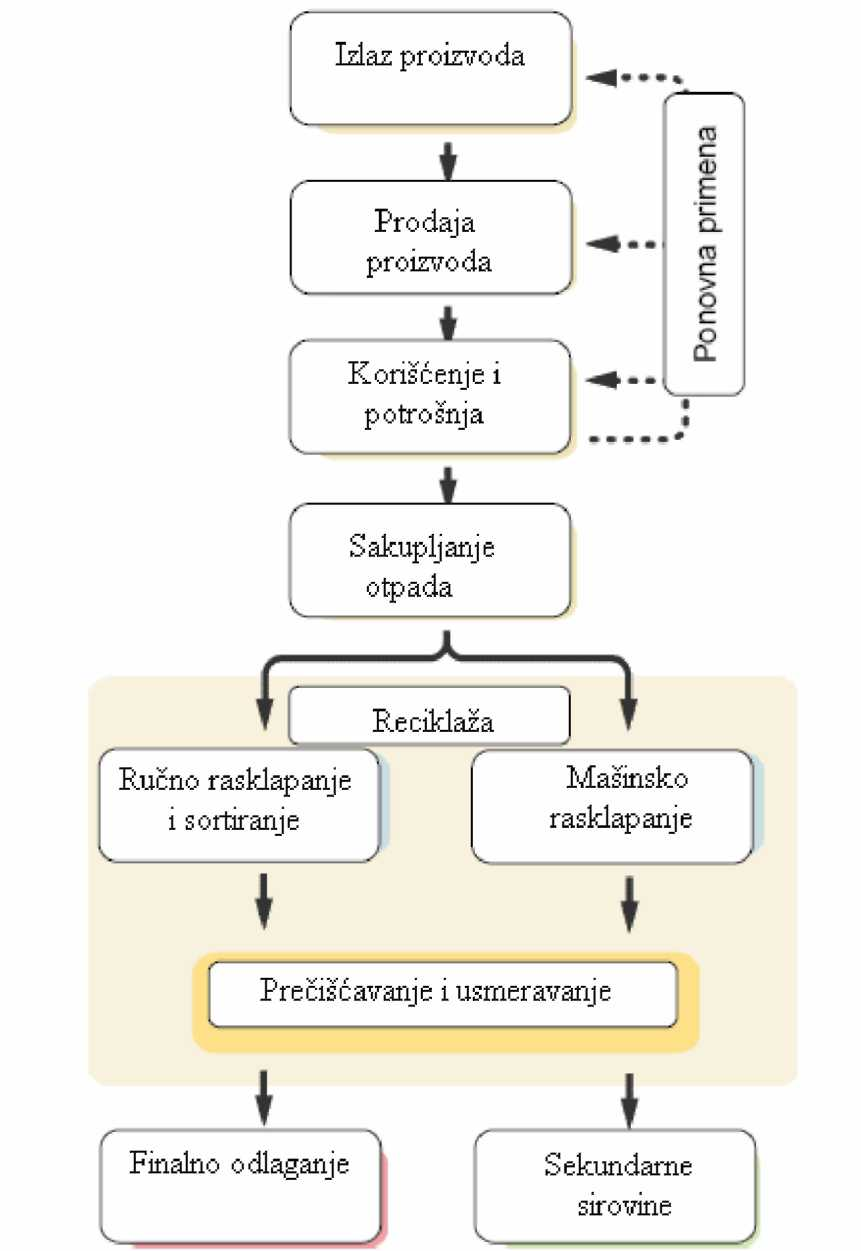 Izlaz proizvoda
Prodaja
proizvoda
Ponovna primena
Korišćenje i
potrošnja
Sakupljanje
otpada
Reciklaža
Ručno rasklapanje
i sortiranje
Mašinsko
rasklapanje
Prečišćavanje i usmeravanje
Finalno odlaganje
Sekundarne
sirovine